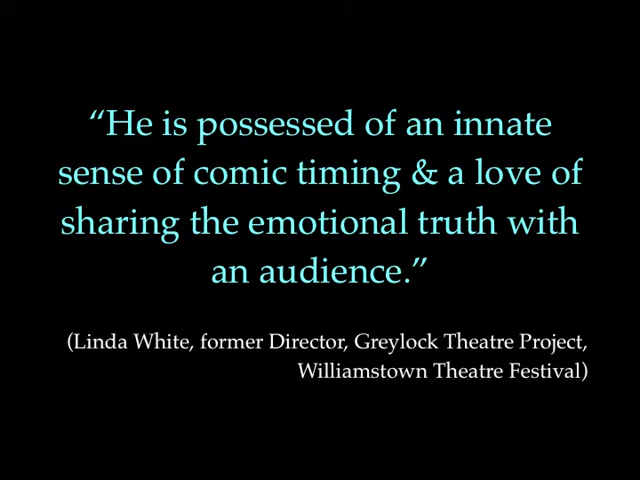 “He is possessed of an innate
sense of comic timing & a love of
sharing the emotional truth with
an audience.”
(Linda White, former Director, Greylock Theatre Project,
Williamstown Theatre Festival)